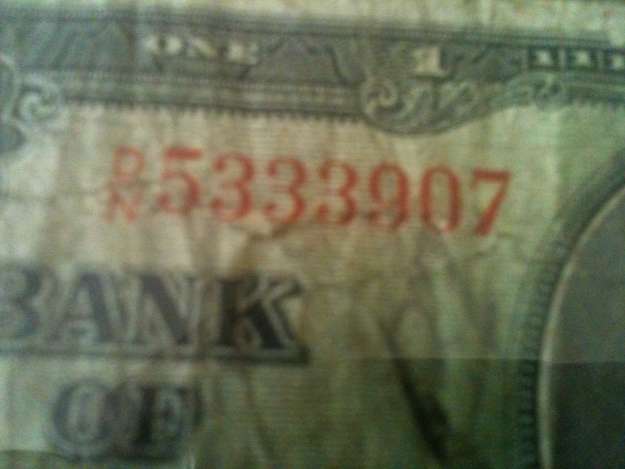 ONE 1
D/N 5333907
BANK
OF